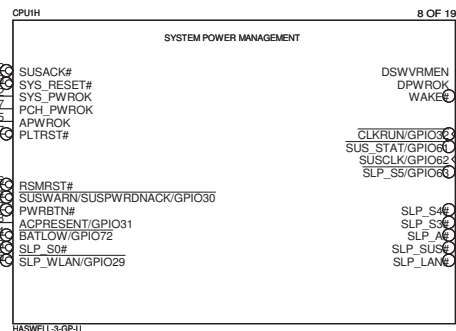 CPU1H
8 OF 19
SYSTEM POWER MANAGEMENT
SUSACK#
SYS_RESET#
SYS_PWROK
PCH_PWROK
APWROK
PLTRST#
RSMRST#
SUSWARN/SUSPWRDNACK/GPIO30
PWRBTN#
ACPRESENT/GPIO31
BATLOW/GPIO72
SLP_S0#
SLP_WLAN/GPIO29
DSWVRMEN
DPWROK
WAKE#
CLKRUN/GPIO32
SUS_STAT/GPIO61
SUSCLK/GPIO62
SLP_S5/GPIO63
SLP_S4#
SLP_S3#
SLP_A#
SLP_SUS#
SLP_LAN#
HASWELL-3-GP-U